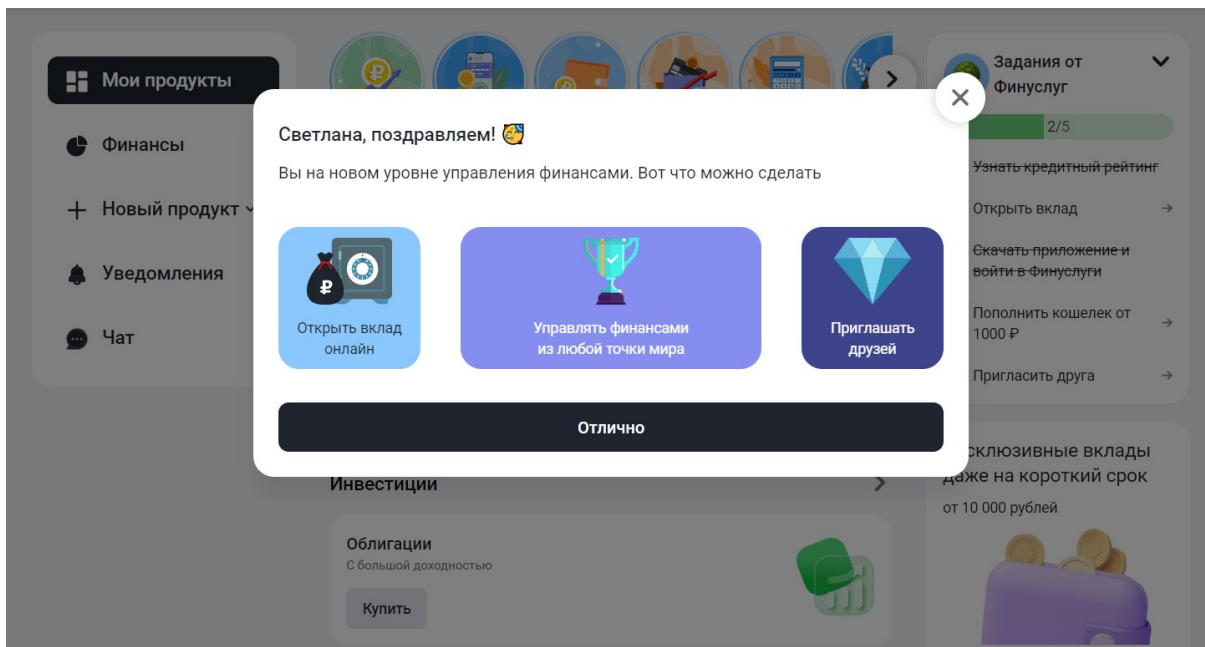 Мои продукты
Финансы
Новый продукт
Уведомления
Чат
Светлана, поздравляем!
Вы на новом уровне управления финансами. Вот что можно сделать
₽
Открыть вклад
онлайн
Управлять финансами
из любой точки мира
Приглашать
друзей
Отлично
Инвестиции
Облигации
С большой доходностью
Купить
Задания от
Финуслуг
2/5
Узнать кредитный рейтинг
Открыть вклад
Скачать приложение и
войти в Финуслуги
Пополнить кошелек от
1000 ₽
Пригласить друга
вклады
даже на короткий срок
от 10 000 рублей